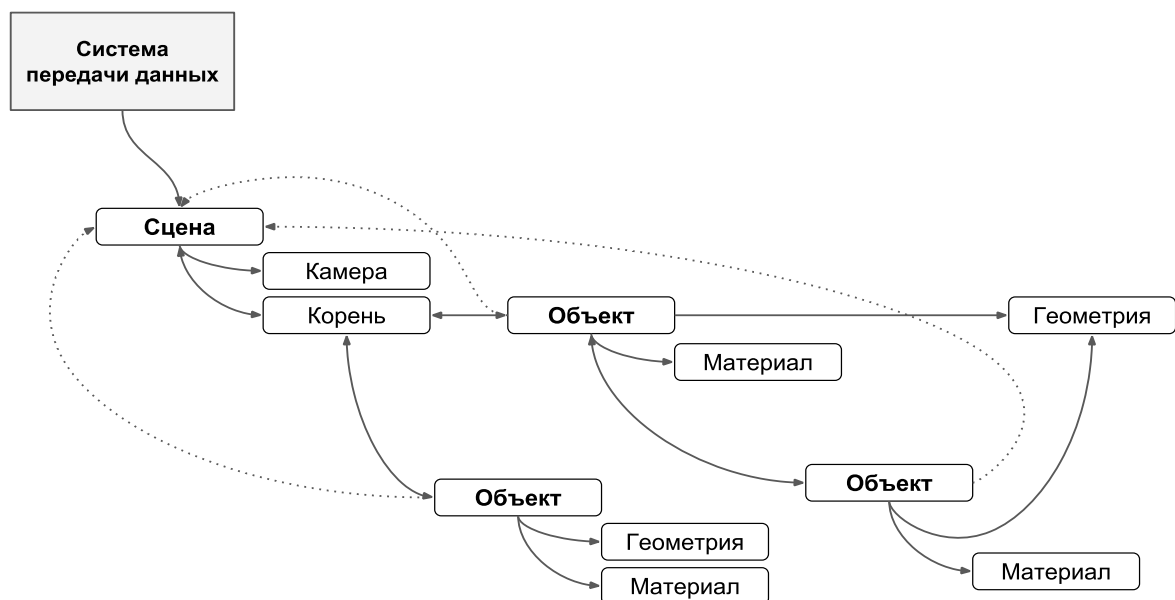 Система
передачи данных
Сцена
Камера
Корень
Объект
Геометрия
Материал
Объект
Объект
Геометрия
Материал
Материал